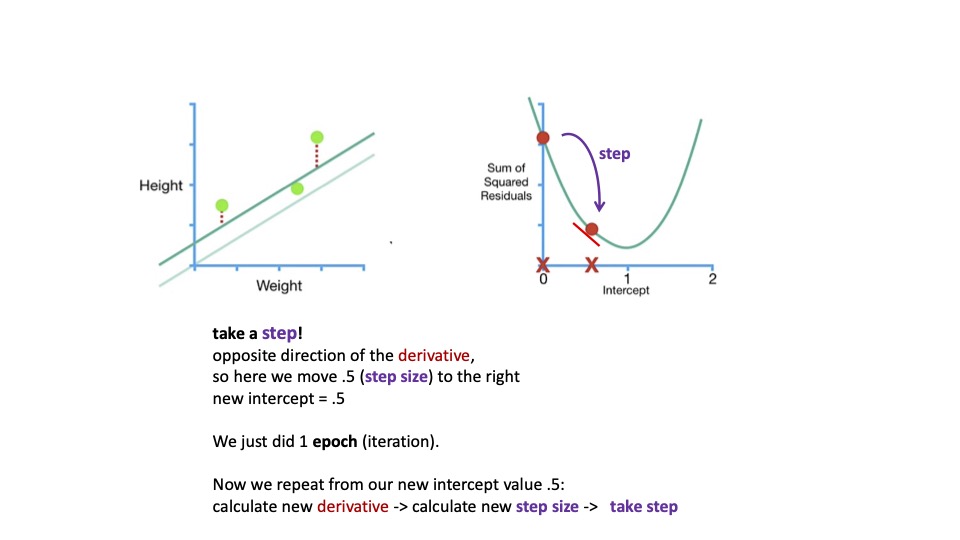 Height
Weight
Sum of
Squared
Residuals
step
X X
0 1 2
Intercept
take a step!
opposite direction of the derivative,
so here we move .5 (step size) to the right
new intercept = .5
We just did 1 epoch (iteration).
Now we repeat from our new intercept value .5:
calculate new derivative -> calculate new step size -> take step